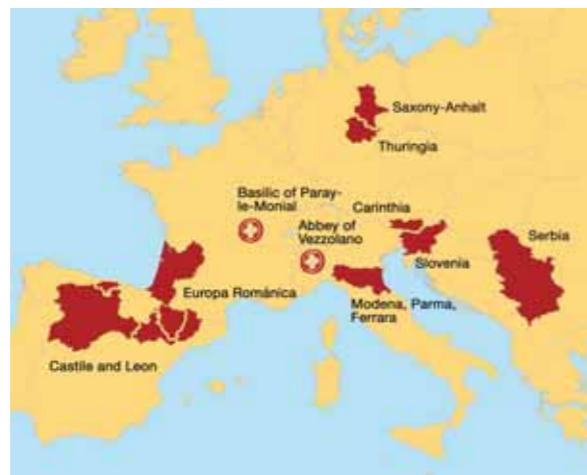 Saxony-Anhalt
Thuringia
Basilic of Paray-
le-Monial
Carinthia
Abbey of
Vezzolano
Serbia
Slovenia
Europa Románica
Modena, Parma,
Ferrara
Castile and Leon